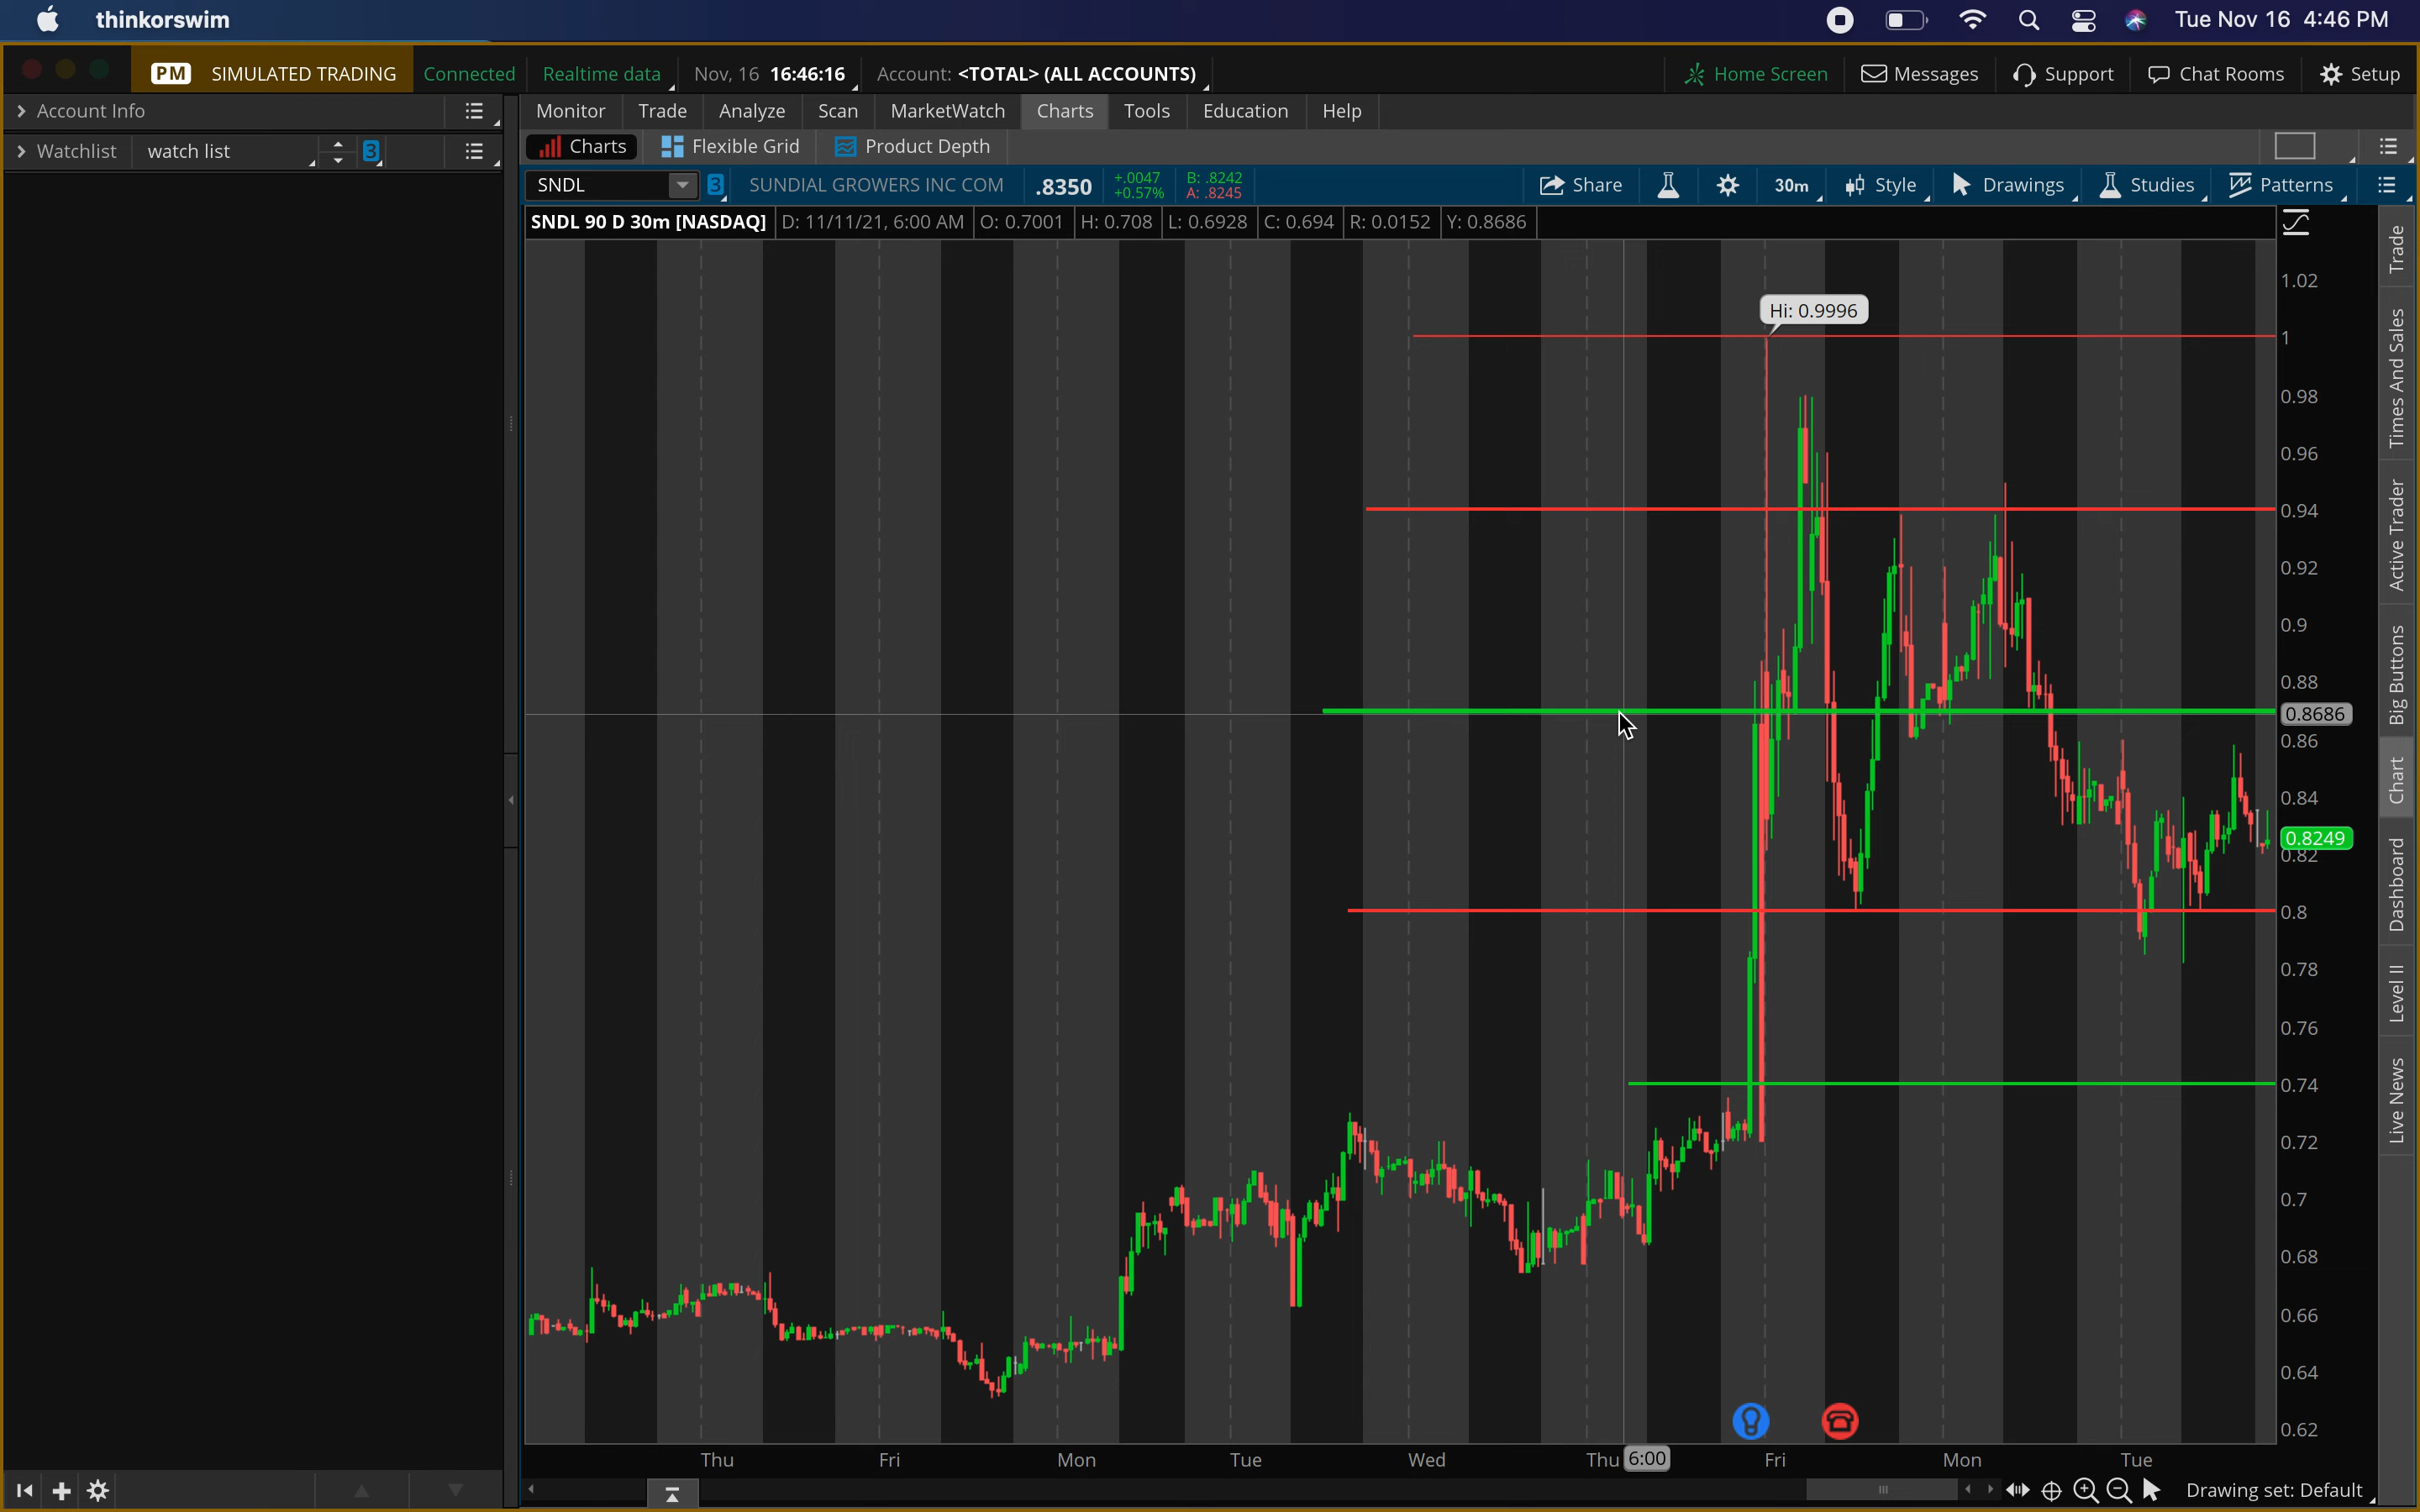 thinkorswim
Tue Nov 16 4:46 PM
PM SIMULATED TRADING Connected Realtime data Nov, 16 16:46:16 Account: <TOTAL> (ALL ACCOUNTS) Home Screen Messages Support Chat Rooms Setup
Account Info
Monitor Trade Analyze Scan MarketWatch Charts Tools Education Help
Watchlist watch list 3
Charts Flexible Grid Product Depth
SNDL 3 SUNDIAL GROWERS INC COM .8350 +.0047 B: .8242
+0.57% A: .8245
Share 30m Style Drawings Studies Patterns
SNDL 90 D 30m [NASDAQ] D: 11/11/21, 6:00 AM O: 0.7001 H: 0.708 L: 0.6928 C: 0.694 R: 0.0152 Y: 0.8686
Hi: 0.9996
1.02
1
0.98
0.96
0.94
0.92
0.9
0.88
0.8686
0.86
0.84
0.8249
0.82
0.8
0.78
0.76
0.74
0.72
0.7
0.68
0.66
0.64
0.62
Trade
Times And Sales
Active Trader
Big Buttons
Chart
Dashboard
Level II
Live News
Thu Fri Mon Tue Wed Thu 6:00 Fri Mon Tue
Drawing set: Default